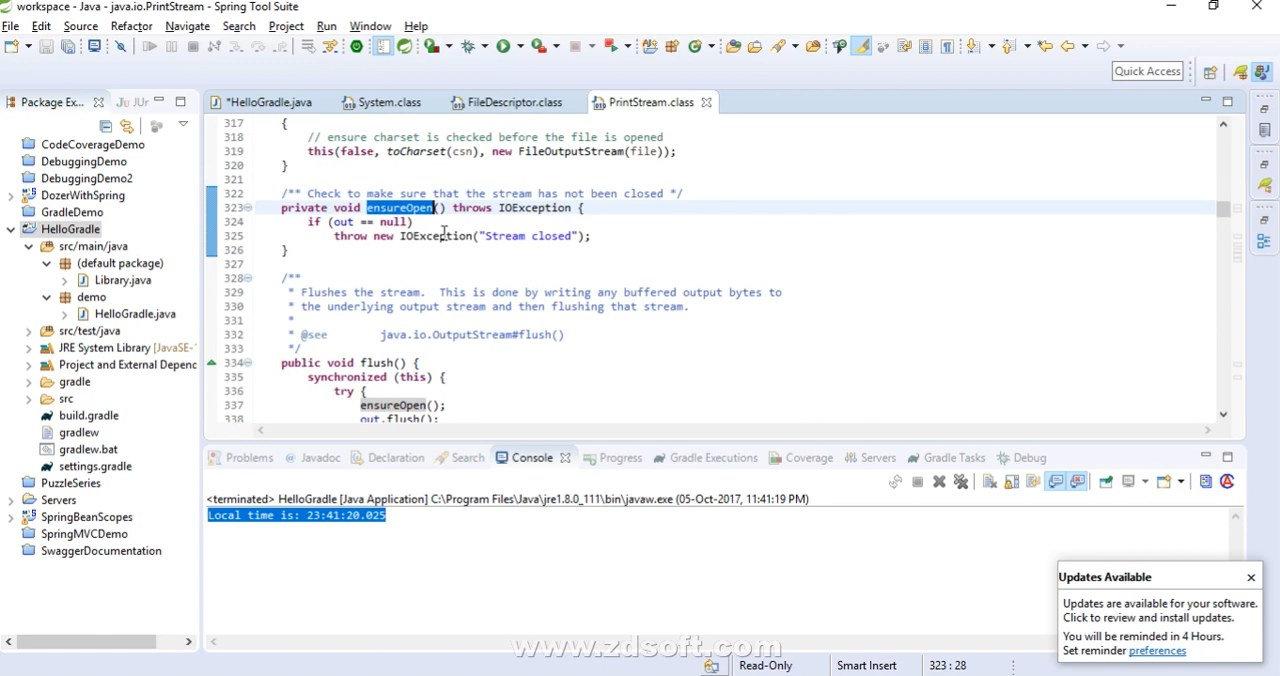 workspace - Java - java.io.PrintStream - Spring Tool Suite
File Edit Source Refactor Navigate Search Project Run Window Help
Quick Access
Package Ex... Ju JUr
*HelloGradle.java System.class FileDescriptor.class PrintStream.class
CodeCoverageDemo
DebuggingDemo
DebuggingDemo2
DozerWithSpring
GradleDemo
HelloGradle
src/main/java
(default package)
Library.java
demo
HelloGradle.java
src/test/java
JRE System Library [JavaSE-1
Project and External Depend
gradle
src
build.gradle
gradlew
gradlew.bat
settings.gradle
PuzzleSeries
Servers
SpringBeanScopes
SpringMVCDemo
SwaggerDocumentation
317 {
318 // ensure charset is checked before the file is opened
319 this(false, toCharset(csn), new FileOutputStream(file));
320 }
321
322 /** Check to make sure that the stream has not been closed */
323 private void ensureOpen() throws IOException {
324 if (out == null)
325 throw new IOException("Stream closed");
326 }
327
328 /**
329 * Flushes the stream.  This is done by writing any buffered output bytes to
330 * the underlying output stream and then flushing that stream.
331 *
332 * @see java.io.OutputStream#flush()
333 */
334 public void flush() {
335 synchronized (this) {
336 try {
337 ensureOpen();
338 out.flush();
Problems Javadoc Declaration Search Console Progress Gradle Executions Coverage Servers Gradle Tasks Debug
<terminated> HelloGradle [Java Application] C:\Program Files\Java\jre1.8.0_111\bin\javaw.exe (05-Oct-2017, 11:41:19 PM)
Local time is: 23:41:20.025
Updates Available
Updates are available for your software.
Click to review and install updates.
You will be reminded in 4 Hours.
Set reminder preferences
www.zdsoft.com
Read-Only Smart Insert 323 : 28